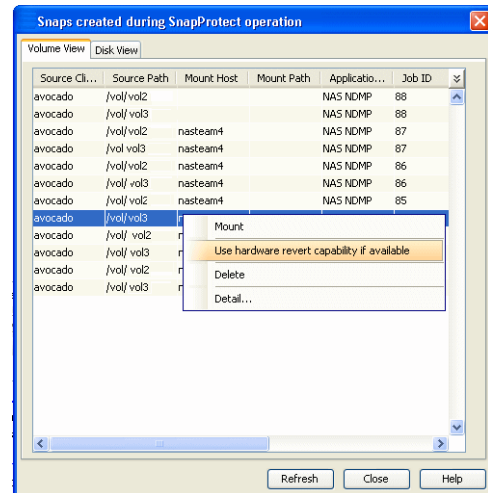 Snaps created during SnapProtect operation
Volume View Disk View
Source Cli... Source Path Mount Host Mount Path Applicatio... Job ID
avocado /vol/vol2 NAS NDMP 88
avocado /vol/vol3 NAS NDMP 88
avocado /vol/vol2 nasteam4 NAS NDMP 87
avocado /vol vol3 nasteam4 NAS NDMP 87
avocado /vol/vol2 nasteam4 NAS NDMP 86
avocado /vol/vol3 nasteam4 NAS NDMP 86
avocado /vol/vol2 nasteam4 NAS NDMP 85
avocado /vol/vol3
avocado /vol/ vol2
avocado /vol/ vol3
avocado /vol/ vol2
avocado /vol/ vol3
Mount
Use hardware revert capability if available
Delete
Detail...
Refresh Close Help